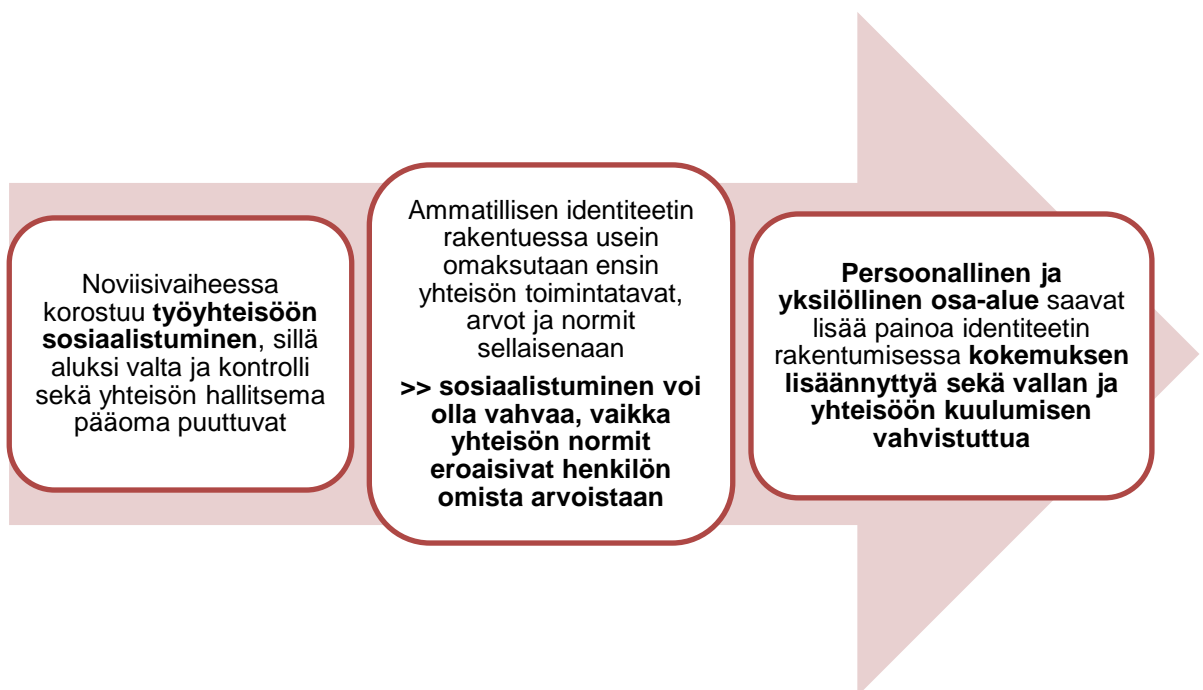 Noviisivaiheessa
korostuu työyhteisöön
sosiaalistuminen, sillä
aluksi valta ja kontrolli
sekä yhteisön hallitsema
pääoma puuttuvat
Ammatillisen identiteetin
rakentuessa usein
omaksutaan ensin
yhteisön toimintatavat,
arvot ja normit
sellaisenaan
>> sosiaalistuminen voi
olla vahvaa, vaikka
yhteisön normit
eroaisivat henkilön
omista arvoistaan
Persoonallinen ja
yksilöllinen osa-alue saavat
lisää painoa identiteetin
rakentumisessa kokemuksen
lisäännyttyä sekä vallan ja
yhteisöön kuulumisen
vahvistuttua